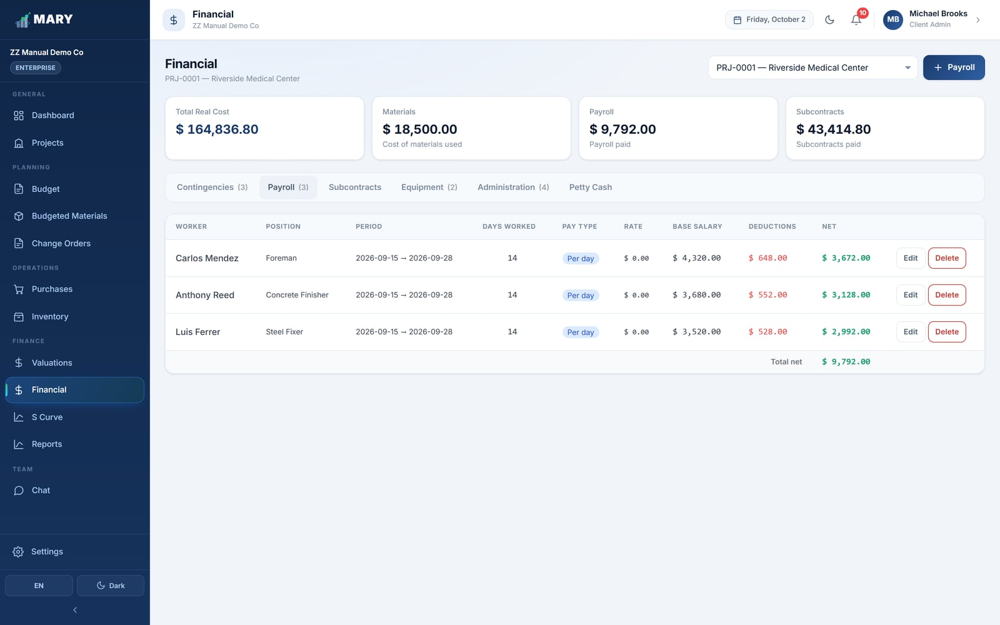 MARY
ZZ Manual Demo Co
ENTERPRISE
GENERAL
Dashboard
Projects
PLANNING
Budget
Budgeted Materials
Change Orders
OPERATIONS
Purchases
Inventory
FINANCE
Valuations
Financial
S Curve
Reports
TEAM
Chat
Settings
EN
Dark
Financial
ZZ Manual Demo Co
Friday, October 2
10
MB
Michael Brooks
Client Admin
Financial
PRJ-0001 — Riverside Medical Center
PRJ-0001 — Riverside Medical Center
+ Payroll
Total Real Cost
$ 164,836.80
Materials
$ 18,500.00
Cost of materials used
Payroll
$ 9,792.00
Payroll paid
Subcontracts
$ 43,414.80
Subcontracts paid
Contingencies (3) Payroll (3) Subcontracts Equipment (2) Administration (4) Petty Cash
WORKER POSITION PERIOD DAYS WORKED PAY TYPE RATE BASE SALARY DEDUCTIONS NET
Carlos Mendez Foreman 2026-09-15 → 2026-09-28 14 Per day $ 0.00 $ 4,320.00 $ 648.00 $ 3,672.00 Edit Delete
Anthony Reed Concrete Finisher 2026-09-15 → 2026-09-28 14 Per day $ 0.00 $ 3,680.00 $ 552.00 $ 3,128.00 Edit Delete
Luis Ferrer Steel Fixer 2026-09-15 → 2026-09-28 14 Per day $ 0.00 $ 3,520.00 $ 528.00 $ 2,992.00 Edit Delete
Total net $ 9,792.00